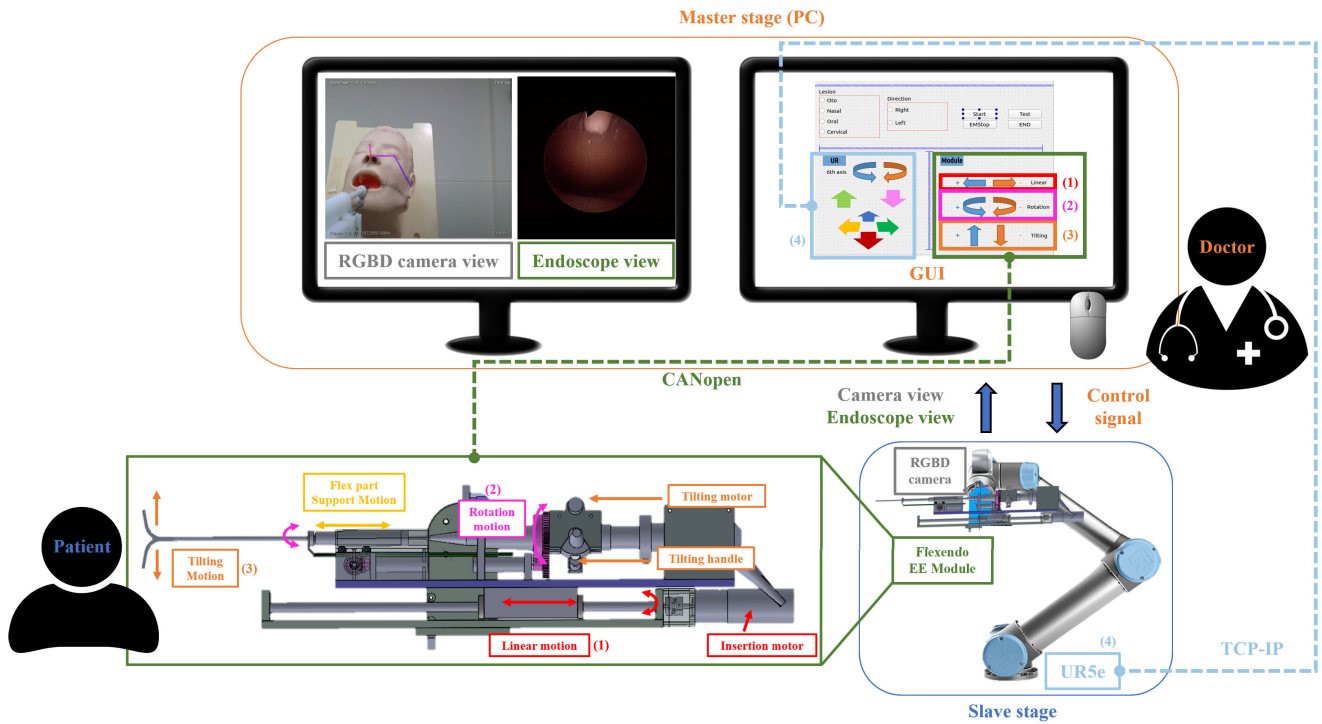 Master stage (PC)
RGBD camera view
Endoscope view
Lesion
Oto
Nasal
Oral
Cervical
Direction
Right
Left
Start
Test
EMStop
END
UR
6th axis
(4)
Module
+ - Linear
(1)
+ - Rotation
(2)
+ - Tilting
(3)
GUI
Doctor
CANopen
Camera view
Endoscope view
Control
signal
Patient
Tilting
Motion
(3)
Flex part
Support Motion
(2)
Rotation
motion
Tilting motor
Tilting handle
Linear motion
(1)
Insertion motor
RGBD
camera
Flexendo
EE Module
(4)
UR5e
TCP-IP
Slave stage